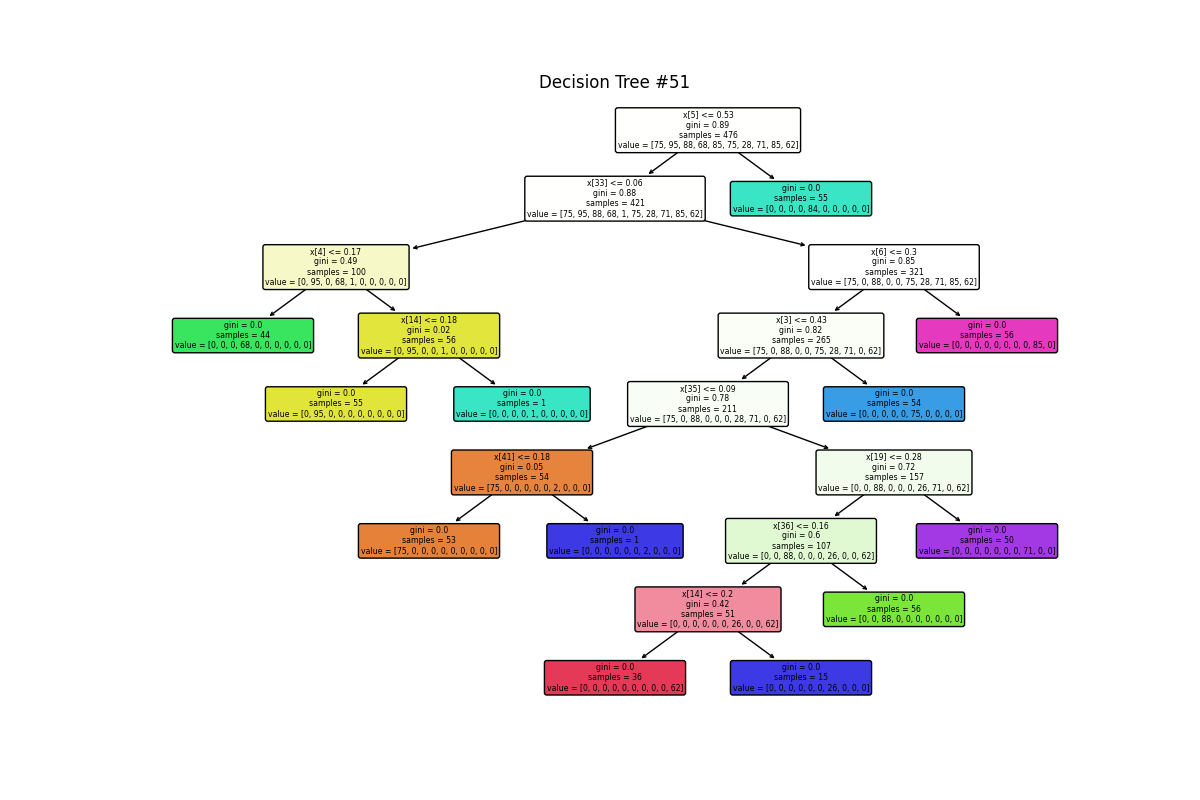 Decision Tree #51
x[5] <= 0.53
gini = 0.89
samples = 476
value = [75, 95, 88, 68, 85, 75, 28, 71, 85, 62]
x[33] <= 0.06
gini = 0.88
samples = 421
value = [75, 95, 88, 68, 1, 75, 28, 71, 85, 62]
gini = 0.0
samples = 55
value = [0, 0, 0, 0, 84, 0, 0, 0, 0, 0]
x[4] <= 0.17
gini = 0.49
samples = 100
value = [0, 95, 0, 68, 1, 0, 0, 0, 0, 0]
x[6] <= 0.3
gini = 0.85
samples = 321
value = [75, 0, 88, 0, 0, 75, 28, 71, 85, 62]
gini = 0.0
samples = 44
value = [0, 0, 0, 68, 0, 0, 0, 0, 0, 0]
x[14] <= 0.18
gini = 0.02
samples = 56
value = [0, 95, 0, 0, 1, 0, 0, 0, 0, 0]
x[3] <= 0.43
gini = 0.82
samples = 265
value = [75, 0, 88, 0, 0, 75, 28, 71, 0, 62]
gini = 0.0
samples = 56
value = [0, 0, 0, 0, 0, 0, 0, 0, 85, 0]
gini = 0.0
samples = 55
value = [0, 95, 0, 0, 0, 0, 0, 0, 0, 0]
gini = 0.0
samples = 1
value = [0, 0, 0, 0, 1, 0, 0, 0, 0, 0]
x[35] <= 0.09
gini = 0.78
samples = 211
value = [75, 0, 88, 0, 0, 0, 28, 71, 0, 62]
gini = 0.0
samples = 54
value = [0, 0, 0, 0, 0, 75, 0, 0, 0, 0]
x[41] <= 0.18
gini = 0.05
samples = 54
value = [75, 0, 0, 0, 0, 0, 2, 0, 0, 0]
x[19] <= 0.28
gini = 0.72
samples = 157
value = [0, 0, 88, 0, 0, 0, 26, 71, 0, 62]
gini = 0.0
samples = 53
value = [75, 0, 0, 0, 0, 0, 0, 0, 0, 0]
gini = 0.0
samples = 1
value = [0, 0, 0, 0, 0, 0, 2, 0, 0, 0]
x[36] <= 0.16
gini = 0.6
samples = 107
value = [0, 0, 88, 0, 0, 0, 26, 0, 0, 62]
gini = 0.0
samples = 50
value = [0, 0, 0, 0, 0, 0, 0, 71, 0, 0]
x[14] <= 0.2
gini = 0.42
samples = 51
value = [0, 0, 0, 0, 0, 0, 26, 0, 0, 62]
gini = 0.0
samples = 56
value = [0, 0, 88, 0, 0, 0, 0, 0, 0, 0]
gini = 0.0
samples = 36
value = [0, 0, 0, 0, 0, 0, 0, 0, 0, 62]
gini = 0.0
samples = 15
value = [0, 0, 0, 0, 0, 0, 26, 0, 0, 0]